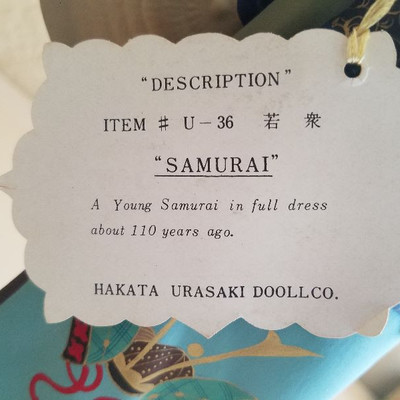 “DESCRIPTION”
ITEM # U－36 若 衆
“SAMURAI”
A Young Samurai in full dress
about 110 years ago.
HAKATA URASAKI DOOLLCO.